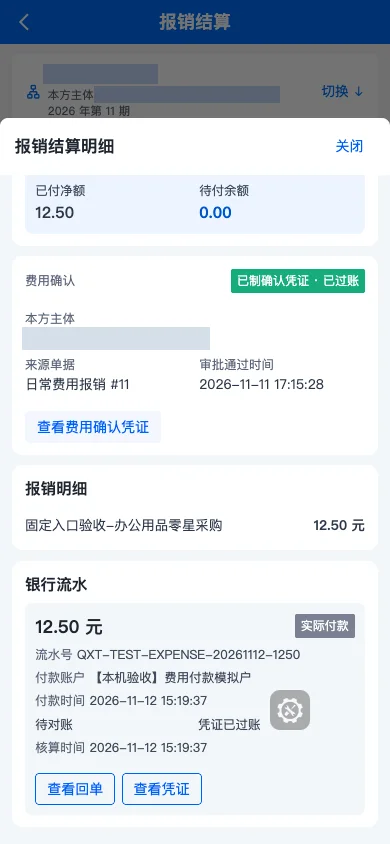 报销结算
本方主体
切换 ↓
2026 年第 11 期
报销结算明细
关闭
已付净额
待付余额
12.50
0.00
费用确认
已制确认凭证 · 已过账
本方主体
来源单据
审批通过时间
日常费用报销 #11
2026-11-11 17:15:28
查看费用确认凭证
报销明细
固定入口验收-办公用品零星采购
12.50 元
银行流水
12.50 元
实际付款
流水号 QXT-TEST-EXPENSE-20261112-1250
付款账户 【本机验收】费用付款模拟户
付款时间 2026-11-12 15:19:37
待对账
凭证已过账
核算时间 2026-11-12 15:19:37
查看回单
查看凭证